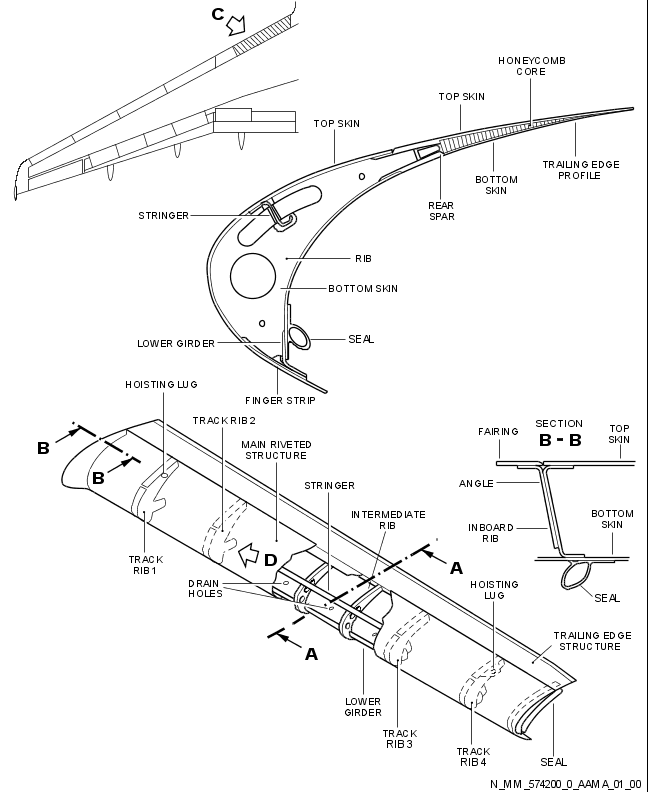 C
HONEYCOMB
CORE
TOP SKIN
TOP SKIN
TRAILING EDGE
PROFILE
BOTTOM
SKIN
REAR
SPAR
STRINGER
RIB
BOTTOM SKIN
LOWER GIRDER
SEAL
FINGER STRIP
HOISTING LUG
TRACK RIB 2
MAIN RIVETED
STRUCTURE
STRINGER
INTERMEDIATE
RIB
B
B
D
TRACK
RIB 1
DRAIN
HOLES
A
A
HOISTING
LUG
TRAILING EDGE
STRUCTURE
LOWER
GIRDER
TRACK
RIB 3
TRACK
RIB 4
SEAL
SECTION
B - B
FAIRING
TOP
SKIN
ANGLE
INBOARD
RIB
BOTTOM
SKIN
SEAL
N_MM_574200_0_AAMA_01_00